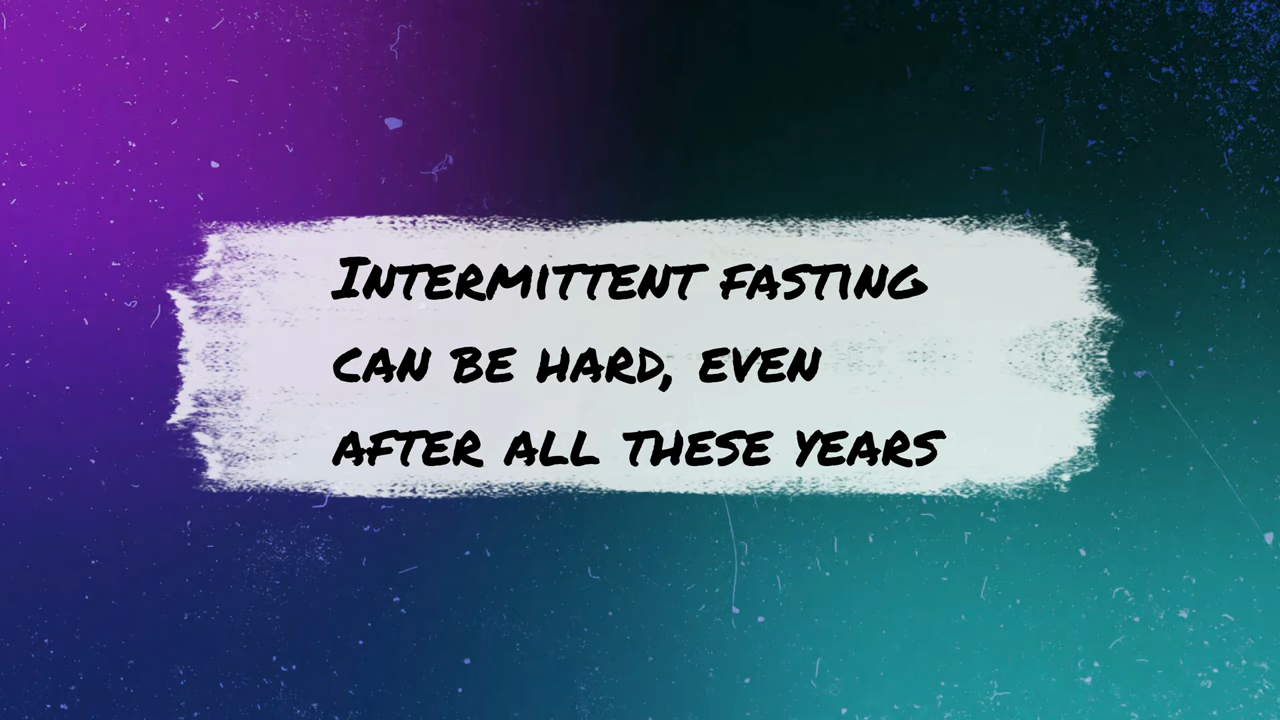 Intermittent fasting
can be hard, even
after all these years